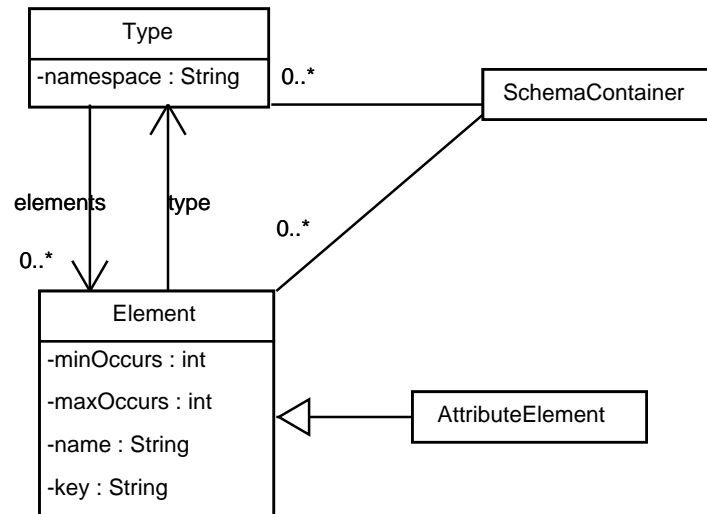 Type
-namespace : String
0..*
SchemaContainer
elements
type
0..*
0..*
Element
-minOccurs : int
-maxOccurs : int
-name : String
-key : String
AttributeElement